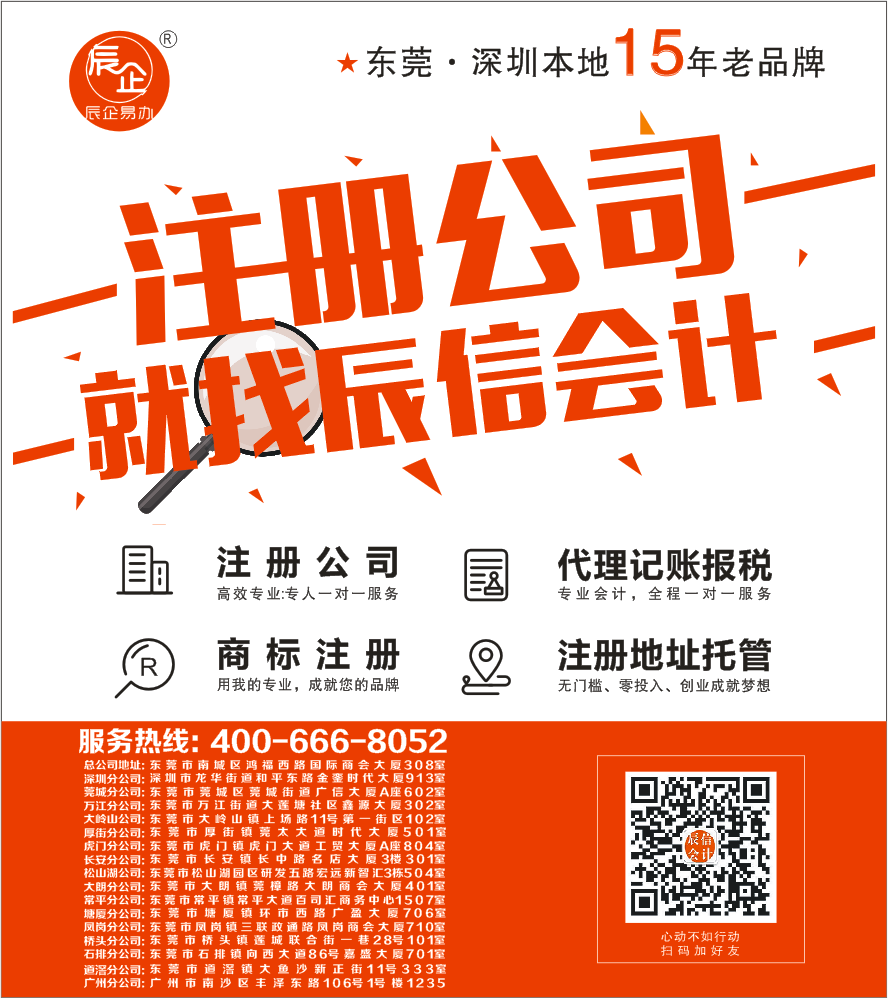 辰企
辰企易办
®
★东莞·深圳本地15年老品牌
注册公司
就找辰信会计
注册公司
高效专业:专人一对一服务
代理记账报税
专业会计，全程一对一服务
R
商标注册
用我的专业，成就您的品牌
注册地址托管
无门槛、零投入、创业成就梦想
服务热线: 400-666-8052
总公司地址: 东莞市南城区鸿福西路国际商会大厦308室
深圳分公司: 深圳市龙华街道和平东路金銮时代大厦913室
莞城分公司: 东莞市莞城区莞城街道广信大厦A座602室
万江分公司: 东莞市万江街道大莲塘社区鑫源大厦302室
大岭山公司: 东莞市大岭山镇上场路11号第一街区102室
厚街分公司: 东莞市厚街镇莞太大道时代大厦501室
虎门分公司: 东莞市虎门镇虎门大道工贸大厦A座804室
长安分公司: 东莞市长安镇长中路名店大厦3楼301室
松山湖公司: 东莞市松山湖园区研发五路宏远新智汇3栋504室
大朗分公司: 东莞市大朗镇莞樟路大朗商会大厦401室
常平分公司: 东莞市常平镇常平大道百司汇商务中心1507室
塘厦分公司: 东莞市塘厦镇环市西路广盈大厦706室
凤岗分公司: 东莞市凤岗镇三联政通路凤岗商会大厦710室
桥头分公司: 东莞市桥头镇莲城联合街一巷28号101室
石排分公司: 东莞市石排镇向西大道86号嘉盛大厦701室
道滘分公司: 东莞市道滘镇大鱼沙新正街11号333室
广州分公司: 广州市南沙区丰泽东路106号1号楼1235
辰信
会计
心动不如行动
扫码加好友